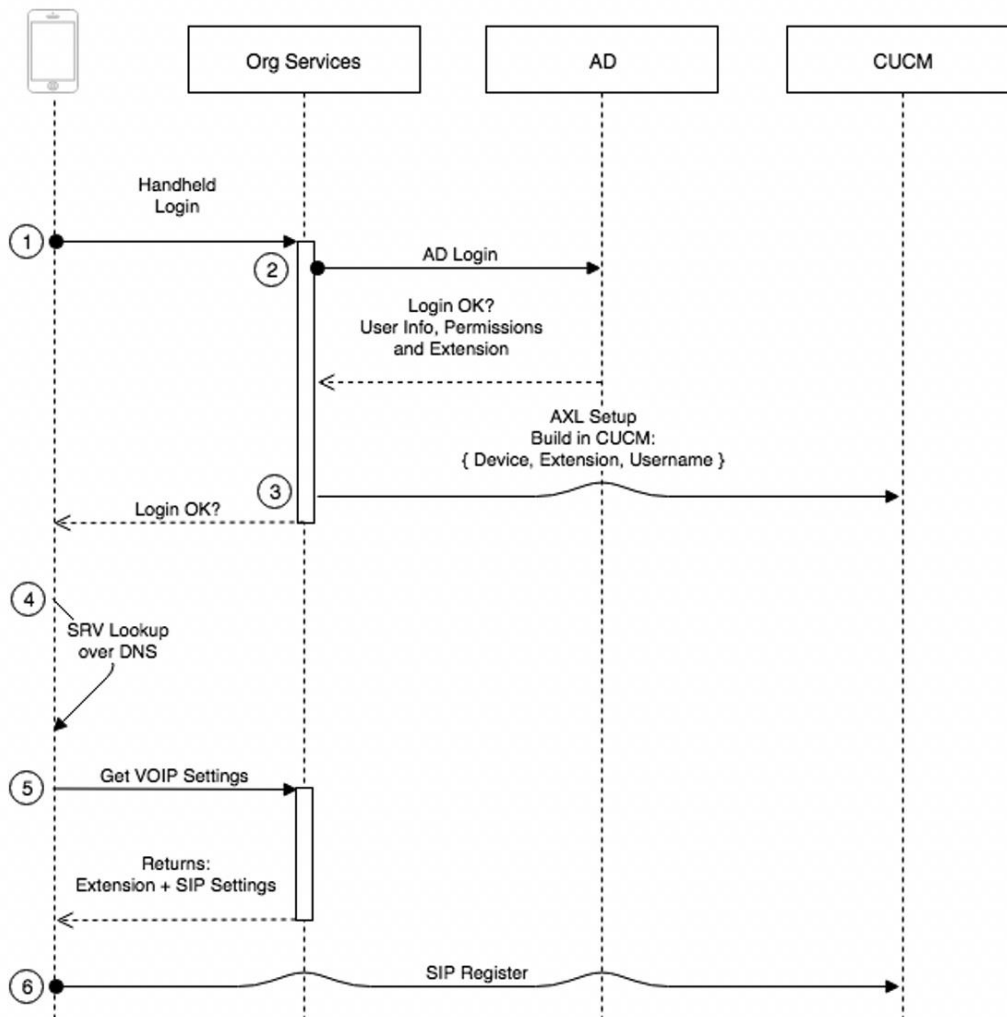 Org Services
AD
CUCM
Handheld
Login
1
2
AD Login
Login OK?
User Info, Permissions
and Extension
AXL Setup
Build in CUCM:
{ Device, Extension, Username }
3
Login OK?
4
SRV Lookup
over DNS
5
Get VOIP Settings
Returns:
Extension + SIP Settings
6
SIP Register